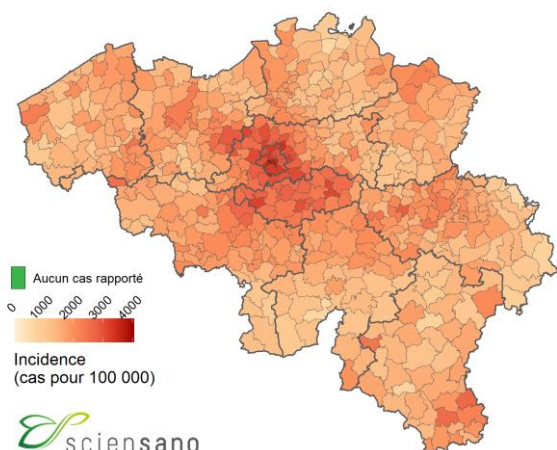 Aucun cas rapporté
0 1000 2000 3000 4000
Incidence
(cas pour 100 000)
sciensano